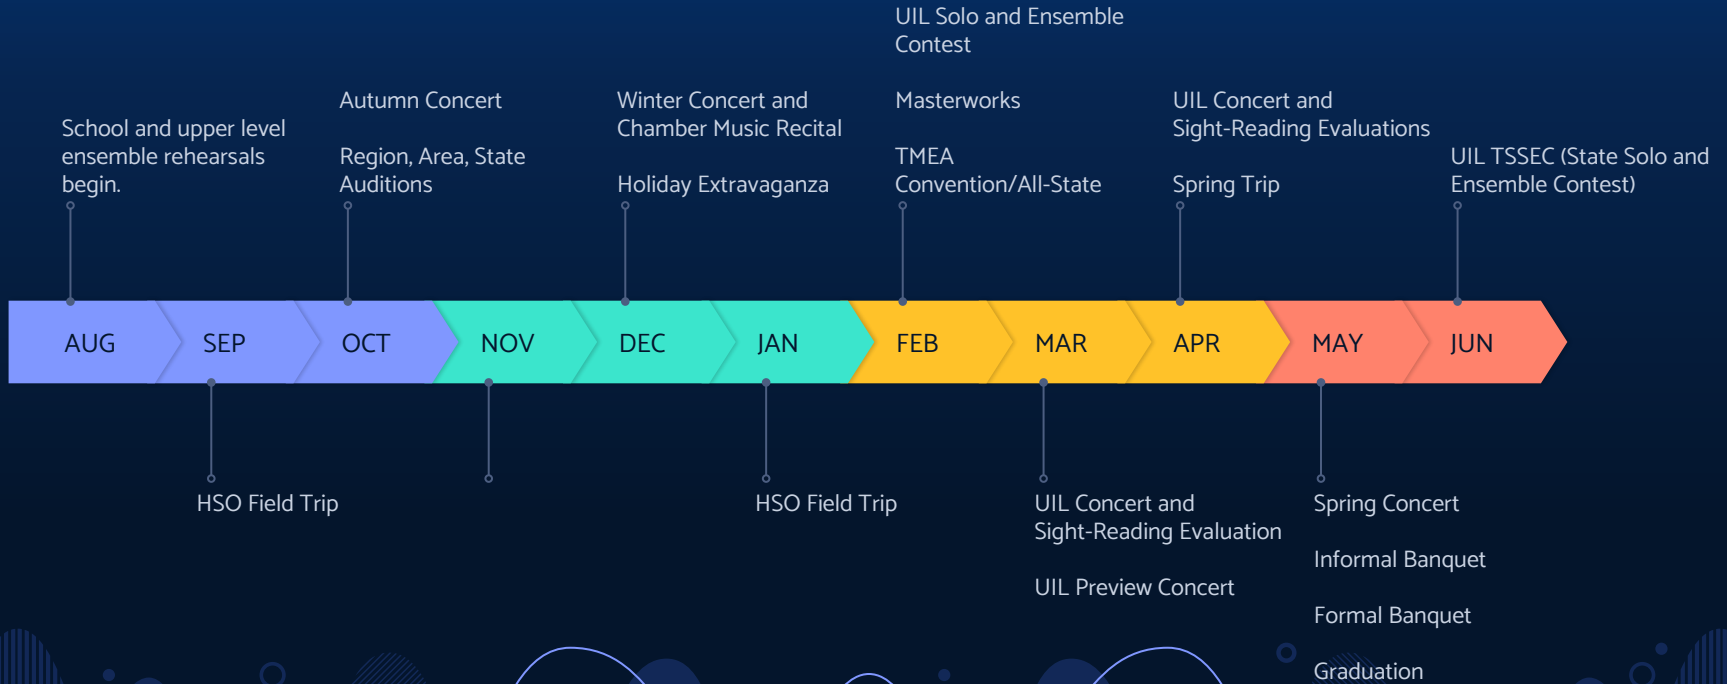 UIL Solo and Ensemble
Contest
Masterworks
TMEA
Convention/All-State
Autumn Concert
Region, Area, State
Auditions
Winter Concert and
Chamber Music Recital
Holiday Extravaganza
UIL Concert and
Sight-Reading Evaluations
Spring Trip
School and upper level
ensemble rehearsals
begin.
UIL TSSEC (State Solo and
Ensemble Contest)
AUG
SEP
OCT
NOV
DEC
JAN
FEB
MAR
APR
MAY
JUN
HSO Field Trip
HSO Field Trip
UIL Concert and
Sight-Reading Evaluation
UIL Preview Concert
Spring Concert
Informal Banquet
Formal Banquet
Graduation